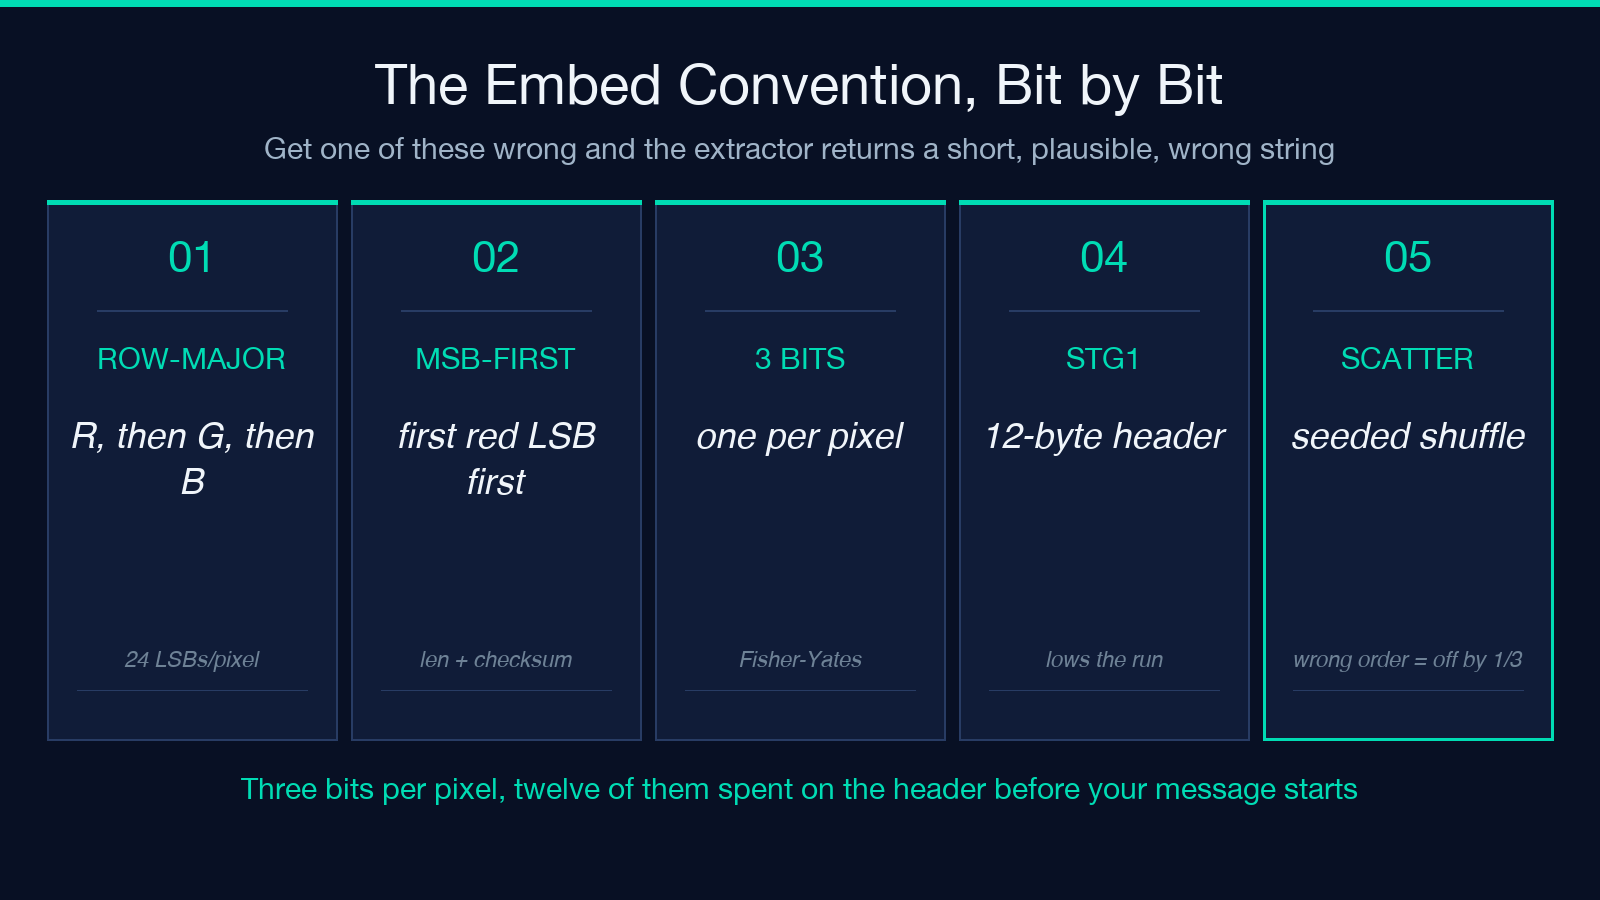 The Embed Convention, Bit by Bit
Get one of these wrong and the extractor returns a short, plausible, wrong string
01
ROW-MAJOR
R, then G, then
B
24 LSBs/pixel
02
MSB-FIRST
first red LSB
first
len + checksum
03
3 BITS
one per pixel
Fisher-Yates
04
STG1
12-byte header
lows the run
05
SCATTER
seeded shuffle
wrong order = off by 1/3
Three bits per pixel, twelve of them spent on the header before your message starts